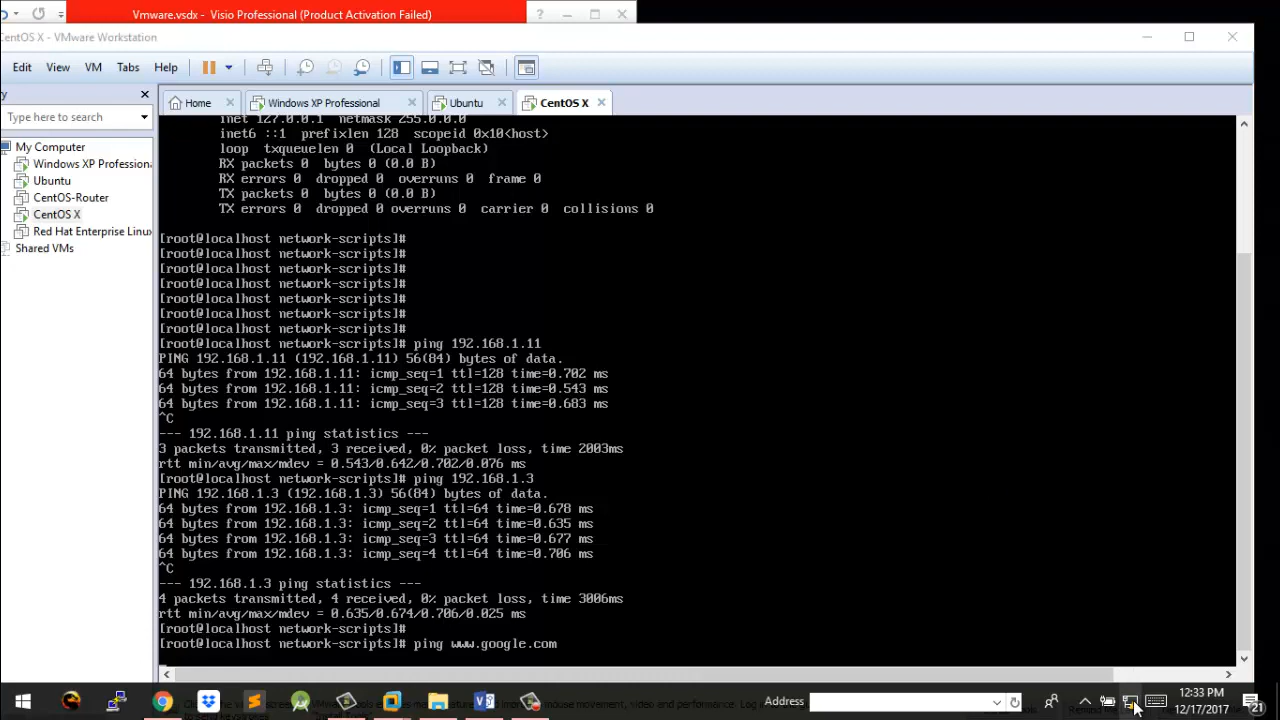 Vmware.vsdx - Visio Professional (Product Activation Failed)
CentOS X - VMware Workstation
Edit View VM Tabs Help
y
Home Windows XP Professional Ubuntu CentOS X
Type here to search
My Computer
Windows XP Professiona
Ubuntu
CentOS-Router
CentOS X
Red Hat Enterprise Linux
Shared VMs
inet 127.0.0.1 netmask 255.0.0.0
inet6 ::1 prefixlen 128 scopeid 0x10<host>
loop txqueuelen 0 (Local Loopback)
RX packets 0 bytes 0 (0.0 B)
RX errors 0 dropped 0 overruns 0 frame 0
TX packets 0 bytes 0 (0.0 B)
TX errors 0 dropped 0 overruns 0 carrier 0 collisions 0
[root@localhost network-scripts]#
[root@localhost network-scripts]#
[root@localhost network-scripts]#
[root@localhost network-scripts]#
[root@localhost network-scripts]#
[root@localhost network-scripts]#
[root@localhost network-scripts]#
[root@localhost network-scripts]# ping 192.168.1.11
PING 192.168.1.11 (192.168.1.11) 56(84) bytes of data.
64 bytes from 192.168.1.11: icmp_seq=1 ttl=128 time=0.702 ms
64 bytes from 192.168.1.11: icmp_seq=2 ttl=128 time=0.543 ms
64 bytes from 192.168.1.11: icmp_seq=3 ttl=128 time=0.683 ms
^C
--- 192.168.1.11 ping statistics ---
3 packets transmitted, 3 received, 0% packet loss, time 2003ms
rtt min/avg/max/mdev = 0.543/0.642/0.702/0.076 ms
[root@localhost network-scripts]# ping 192.168.1.3
PING 192.168.1.3 (192.168.1.3) 56(84) bytes of data.
64 bytes from 192.168.1.3: icmp_seq=1 ttl=64 time=0.678 ms
64 bytes from 192.168.1.3: icmp_seq=2 ttl=64 time=0.635 ms
64 bytes from 192.168.1.3: icmp_seq=3 ttl=64 time=0.677 ms
64 bytes from 192.168.1.3: icmp_seq=4 ttl=64 time=0.706 ms
^C
--- 192.168.1.3 ping statistics ---
4 packets transmitted, 4 received, 0% packet loss, time 3006ms
rtt min/avg/max/mdev = 0.635/0.674/0.706/0.025 ms
[root@localhost network-scripts]#
[root@localhost network-scripts]# ping www.google.com
Address
12:33 PM
12/17/2017
21